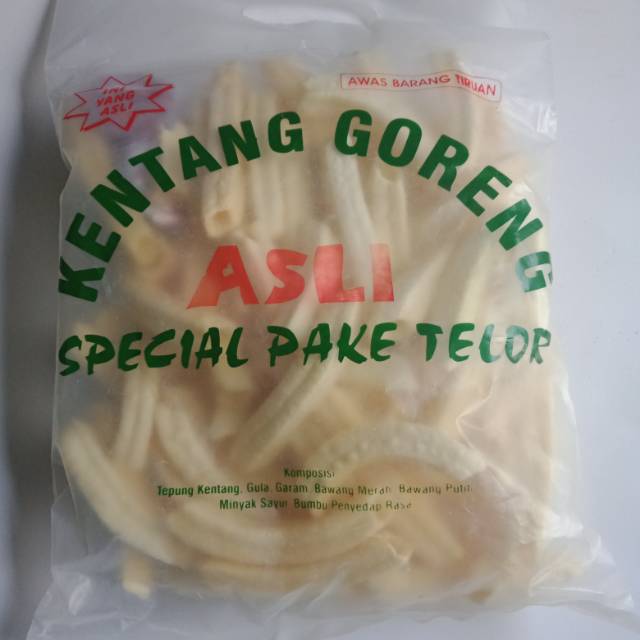 INI
YANG
ASLI
AWAS BARANG TIRUAN
KENTANG GORENG
ASLI
SPECIAL PAKE TELOR
Komposisi
Tepung Kentang, Gula, Garam, Bawang Merah, Bawang Putih
Minyak Sayur, Bumbu Penyedap Rasa